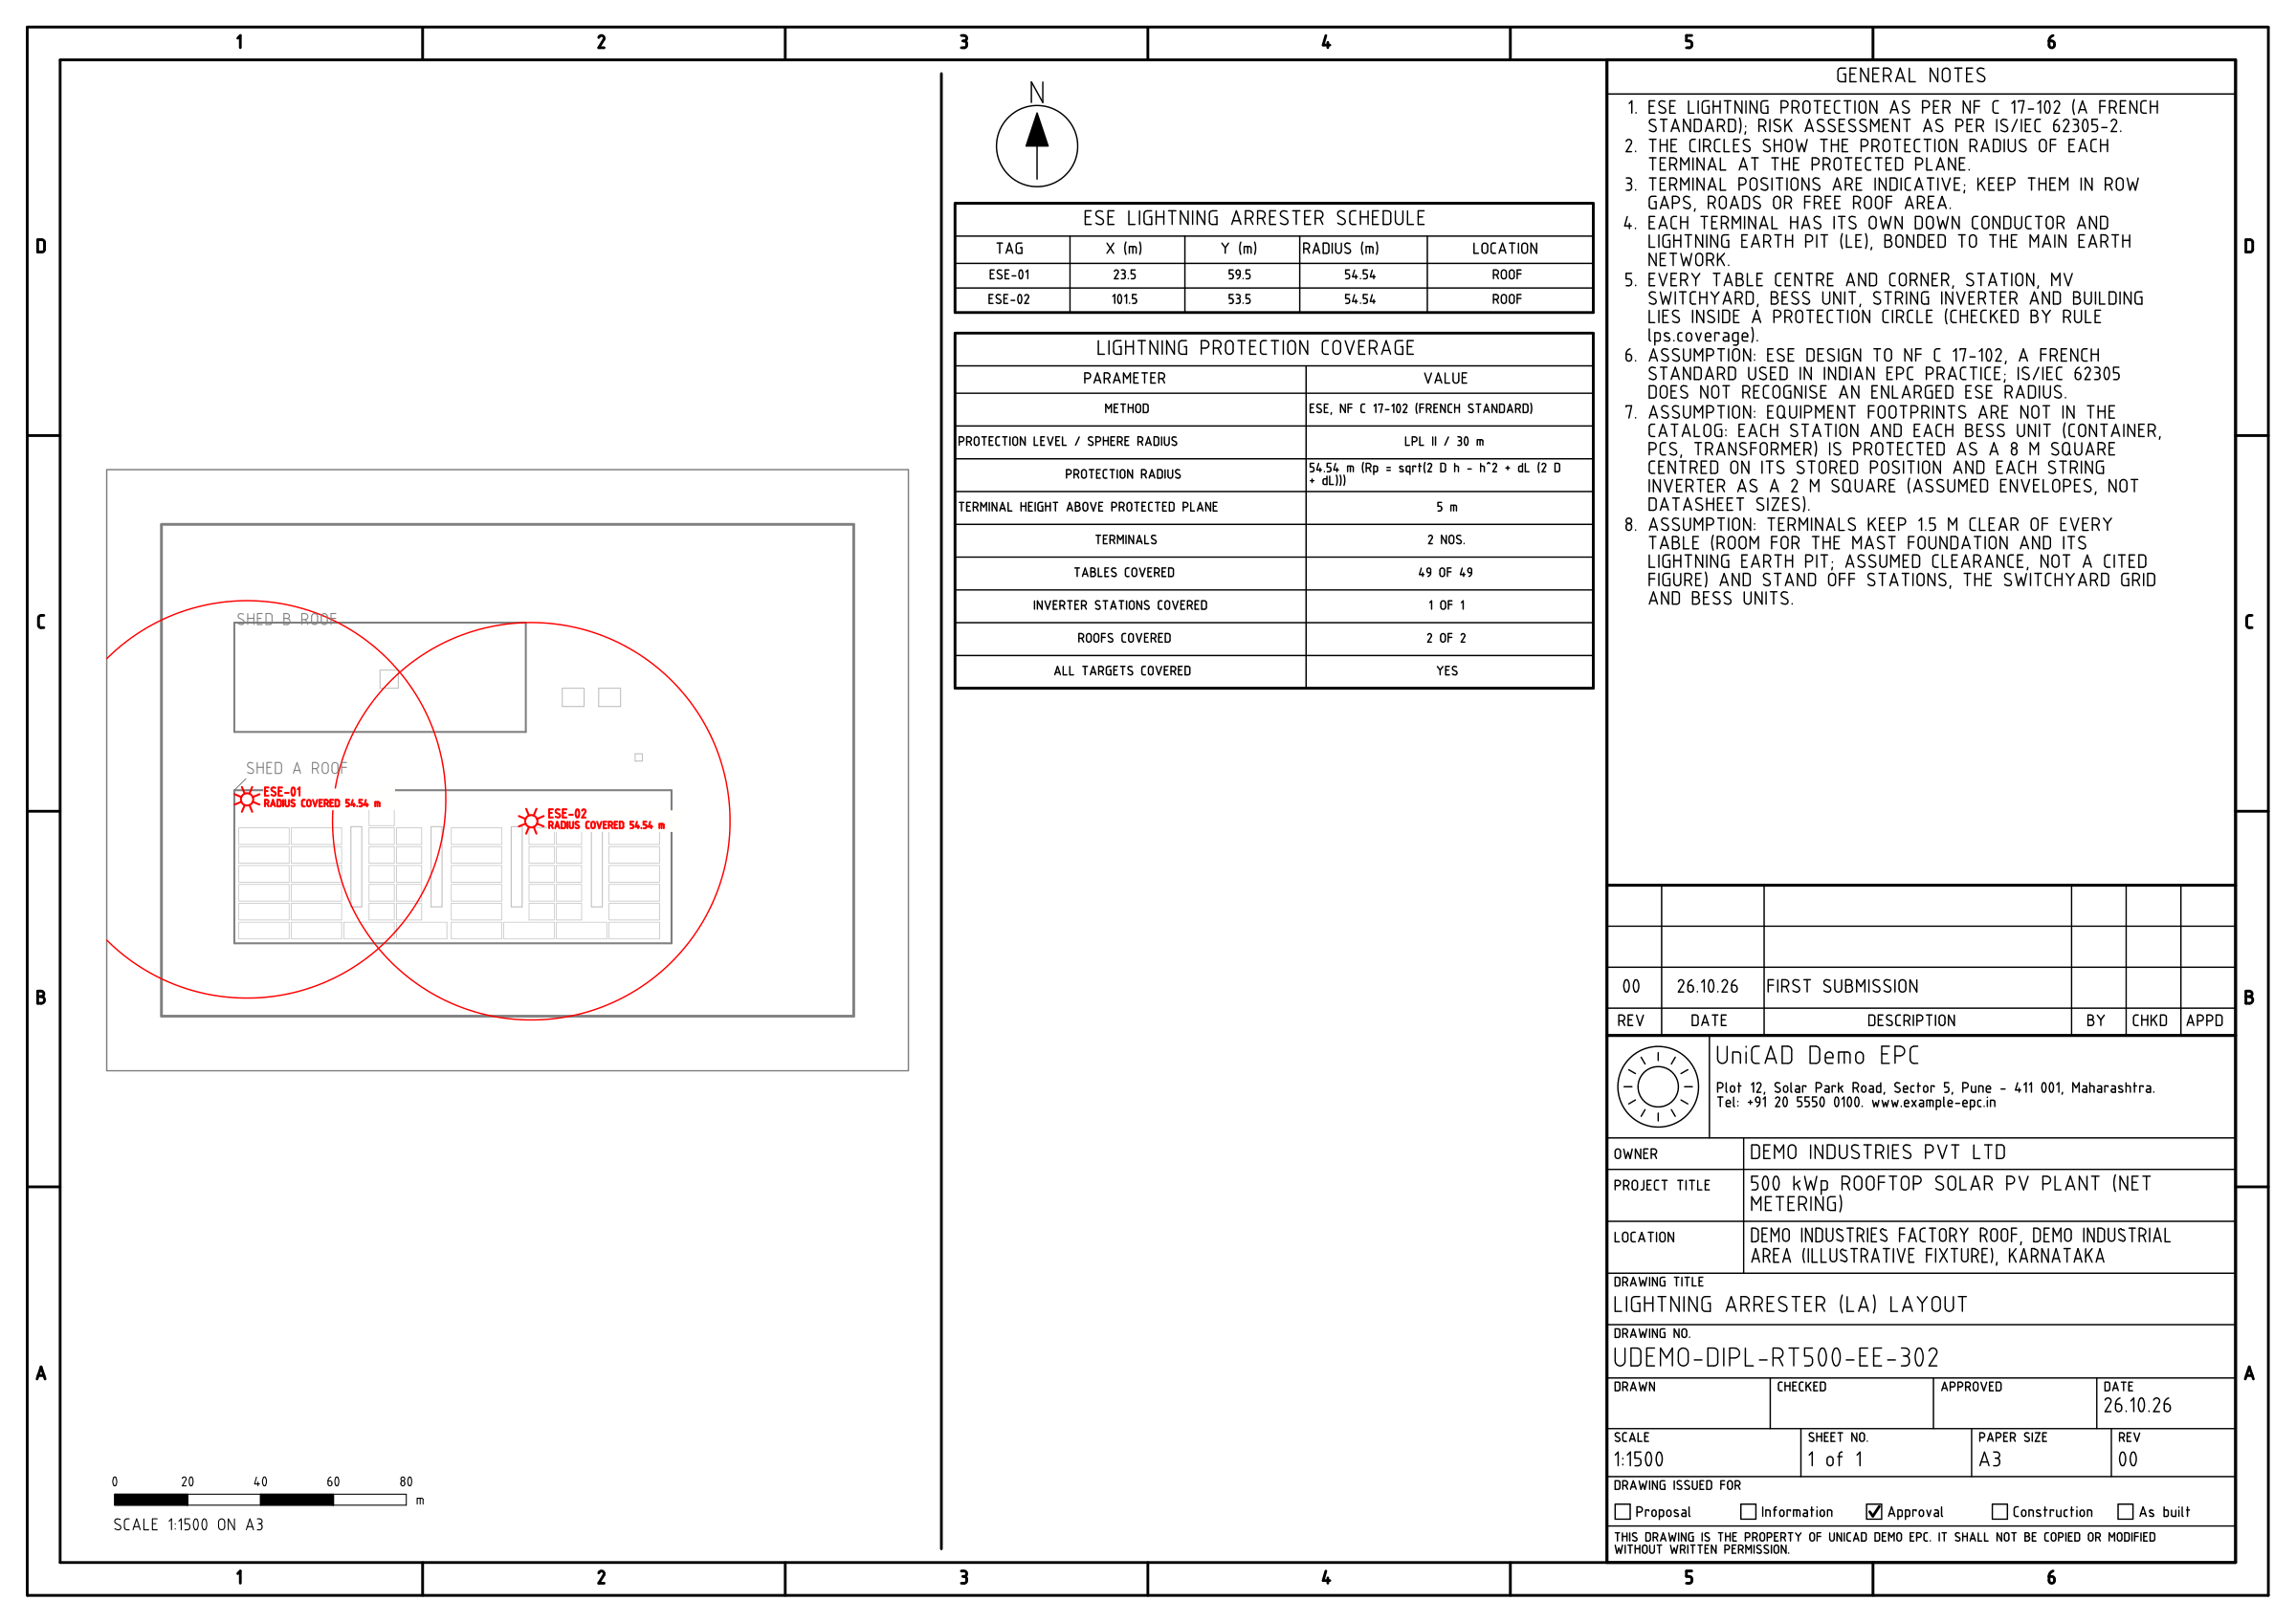 1 2 3 4 5 6
D
C
B
A
N
ESE LIGHTNING ARRESTER SCHEDULE
TAG X (m) Y (m) RADIUS (m) LOCATION
ESE-01 23.5 59.5 54.54 ROOF
ESE-02 101.5 53.5 54.54 ROOF
LIGHTNING PROTECTION COVERAGE
PARAMETER VALUE
METHOD ESE, NF C 17-102 (FRENCH STANDARD)
PROTECTION LEVEL / SPHERE RADIUS LPL II / 30 m
PROTECTION RADIUS 54.54 m (Rp = sqrt(2 D h - h^2 + dL (2 D
+ dL)))
TERMINAL HEIGHT ABOVE PROTECTED PLANE 5 m
TERMINALS 2 NOS.
TABLES COVERED 49 OF 49
INVERTER STATIONS COVERED 1 OF 1
ROOFS COVERED 2 OF 2
ALL TARGETS COVERED YES
SHED B ROOF
SHED A ROOF
ESE-01
RADIUS COVERED 54.54 m
ESE-02
RADIUS COVERED 54.54 m
0 20 40 60 80
m
SCALE 1:1500 ON A3
GENERAL NOTES
1. ESE LIGHTNING PROTECTION AS PER NF C 17-102 (A FRENCH
STANDARD); RISK ASSESSMENT AS PER IS/IEC 62305-2.
2. THE CIRCLES SHOW THE PROTECTION RADIUS OF EACH
TERMINAL AT THE PROTECTED PLANE.
3. TERMINAL POSITIONS ARE INDICATIVE; KEEP THEM IN ROW
GAPS, ROADS OR FREE ROOF AREA.
4. EACH TERMINAL HAS ITS OWN DOWN CONDUCTOR AND
LIGHTNING EARTH PIT (LE), BONDED TO THE MAIN EARTH
NETWORK.
5. EVERY TABLE CENTRE AND CORNER, STATION, MV
SWITCHYARD, BESS UNIT, STRING INVERTER AND BUILDING
LIES INSIDE A PROTECTION CIRCLE (CHECKED BY RULE
lps.coverage).
6. ASSUMPTION: ESE DESIGN TO NF C 17-102, A FRENCH
STANDARD USED IN INDIAN EPC PRACTICE; IS/IEC 62305
DOES NOT RECOGNISE AN ENLARGED ESE RADIUS.
7. ASSUMPTION: EQUIPMENT FOOTPRINTS ARE NOT IN THE
CATALOG: EACH STATION AND EACH BESS UNIT (CONTAINER,
PCS, TRANSFORMER) IS PROTECTED AS A 8 M SQUARE
CENTRED ON ITS STORED POSITION AND EACH STRING
INVERTER AS A 2 M SQUARE (ASSUMED ENVELOPES, NOT
DATASHEET SIZES).
8. ASSUMPTION: TERMINALS KEEP 1.5 M CLEAR OF EVERY
TABLE (ROOM FOR THE MAST FOUNDATION AND ITS
LIGHTNING EARTH PIT; ASSUMED CLEARANCE, NOT A CITED
FIGURE) AND STAND OFF STATIONS, THE SWITCHYARD GRID
AND BESS UNITS.
00 26.10.26 FIRST SUBMISSION
REV DATE DESCRIPTION BY CHKD APPD
UniCAD Demo EPC
Plot 12, Solar Park Road, Sector 5, Pune - 411 001, Maharashtra.
Tel: +91 20 5550 0100. www.example-epc.in
OWNER DEMO INDUSTRIES PVT LTD
PROJECT TITLE 500 kWp ROOFTOP SOLAR PV PLANT (NET
METERING)
LOCATION DEMO INDUSTRIES FACTORY ROOF, DEMO INDUSTRIAL
AREA (ILLUSTRATIVE FIXTURE), KARNATAKA
DRAWING TITLE
LIGHTNING ARRESTER (LA) LAYOUT
DRAWING NO.
UDEMO-DIPL-RT500-EE-302
DRAWN CHECKED APPROVED DATE
26.10.26
SCALE SHEET NO. PAPER SIZE REV
1:1500 1 of 1 A3 00
DRAWING ISSUED FOR
Proposal Information Approval Construction As built
THIS DRAWING IS THE PROPERTY OF UNICAD DEMO EPC. IT SHALL NOT BE COPIED OR MODIFIED
WITHOUT WRITTEN PERMISSION.
D
C
B
A
1 2 3 4 5 6